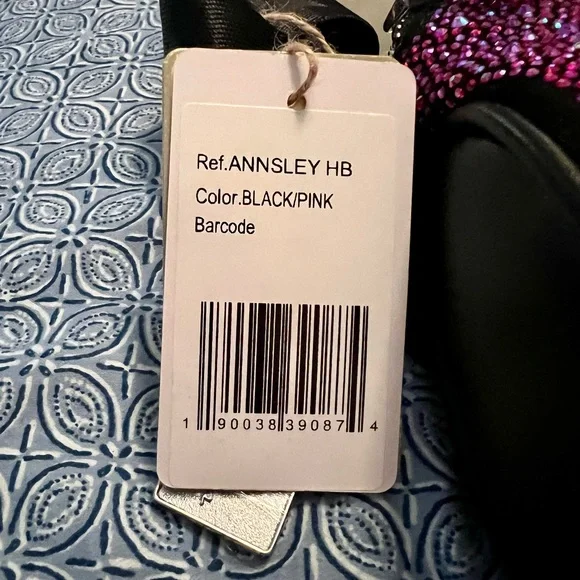 Ref.ANNSLEY HB
Color.BLACK/PINK
Barcode
1 90038 39087 4